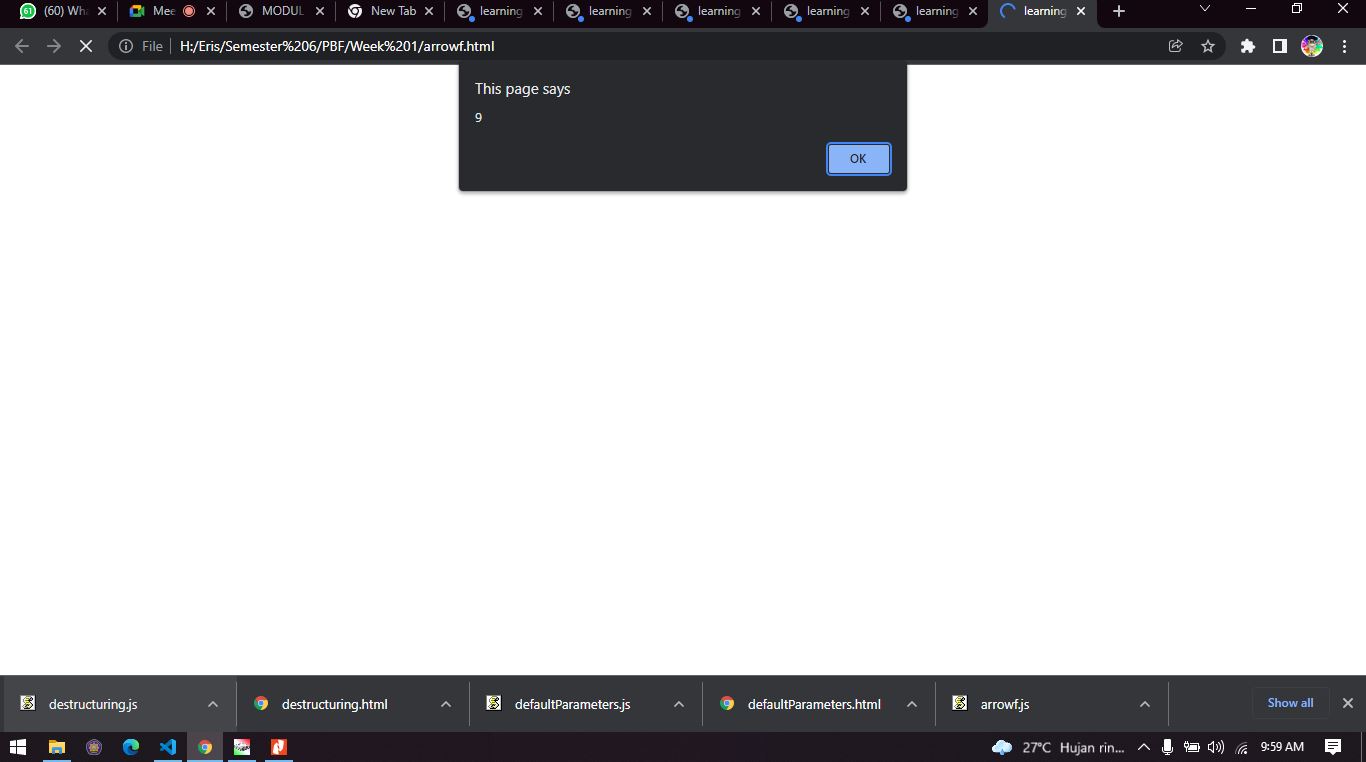 61 (60) Wha Mee MODUL New Tab learning learning learning learning learning learning
File H:/Eris/Semester%206/PBF/Week%201/arrowf.html
This page says
9
OK
destructuring.js destructuring.html defaultParameters.js defaultParameters.html arrowf.js Show all
27°C Hujan rin... 9:59 AM